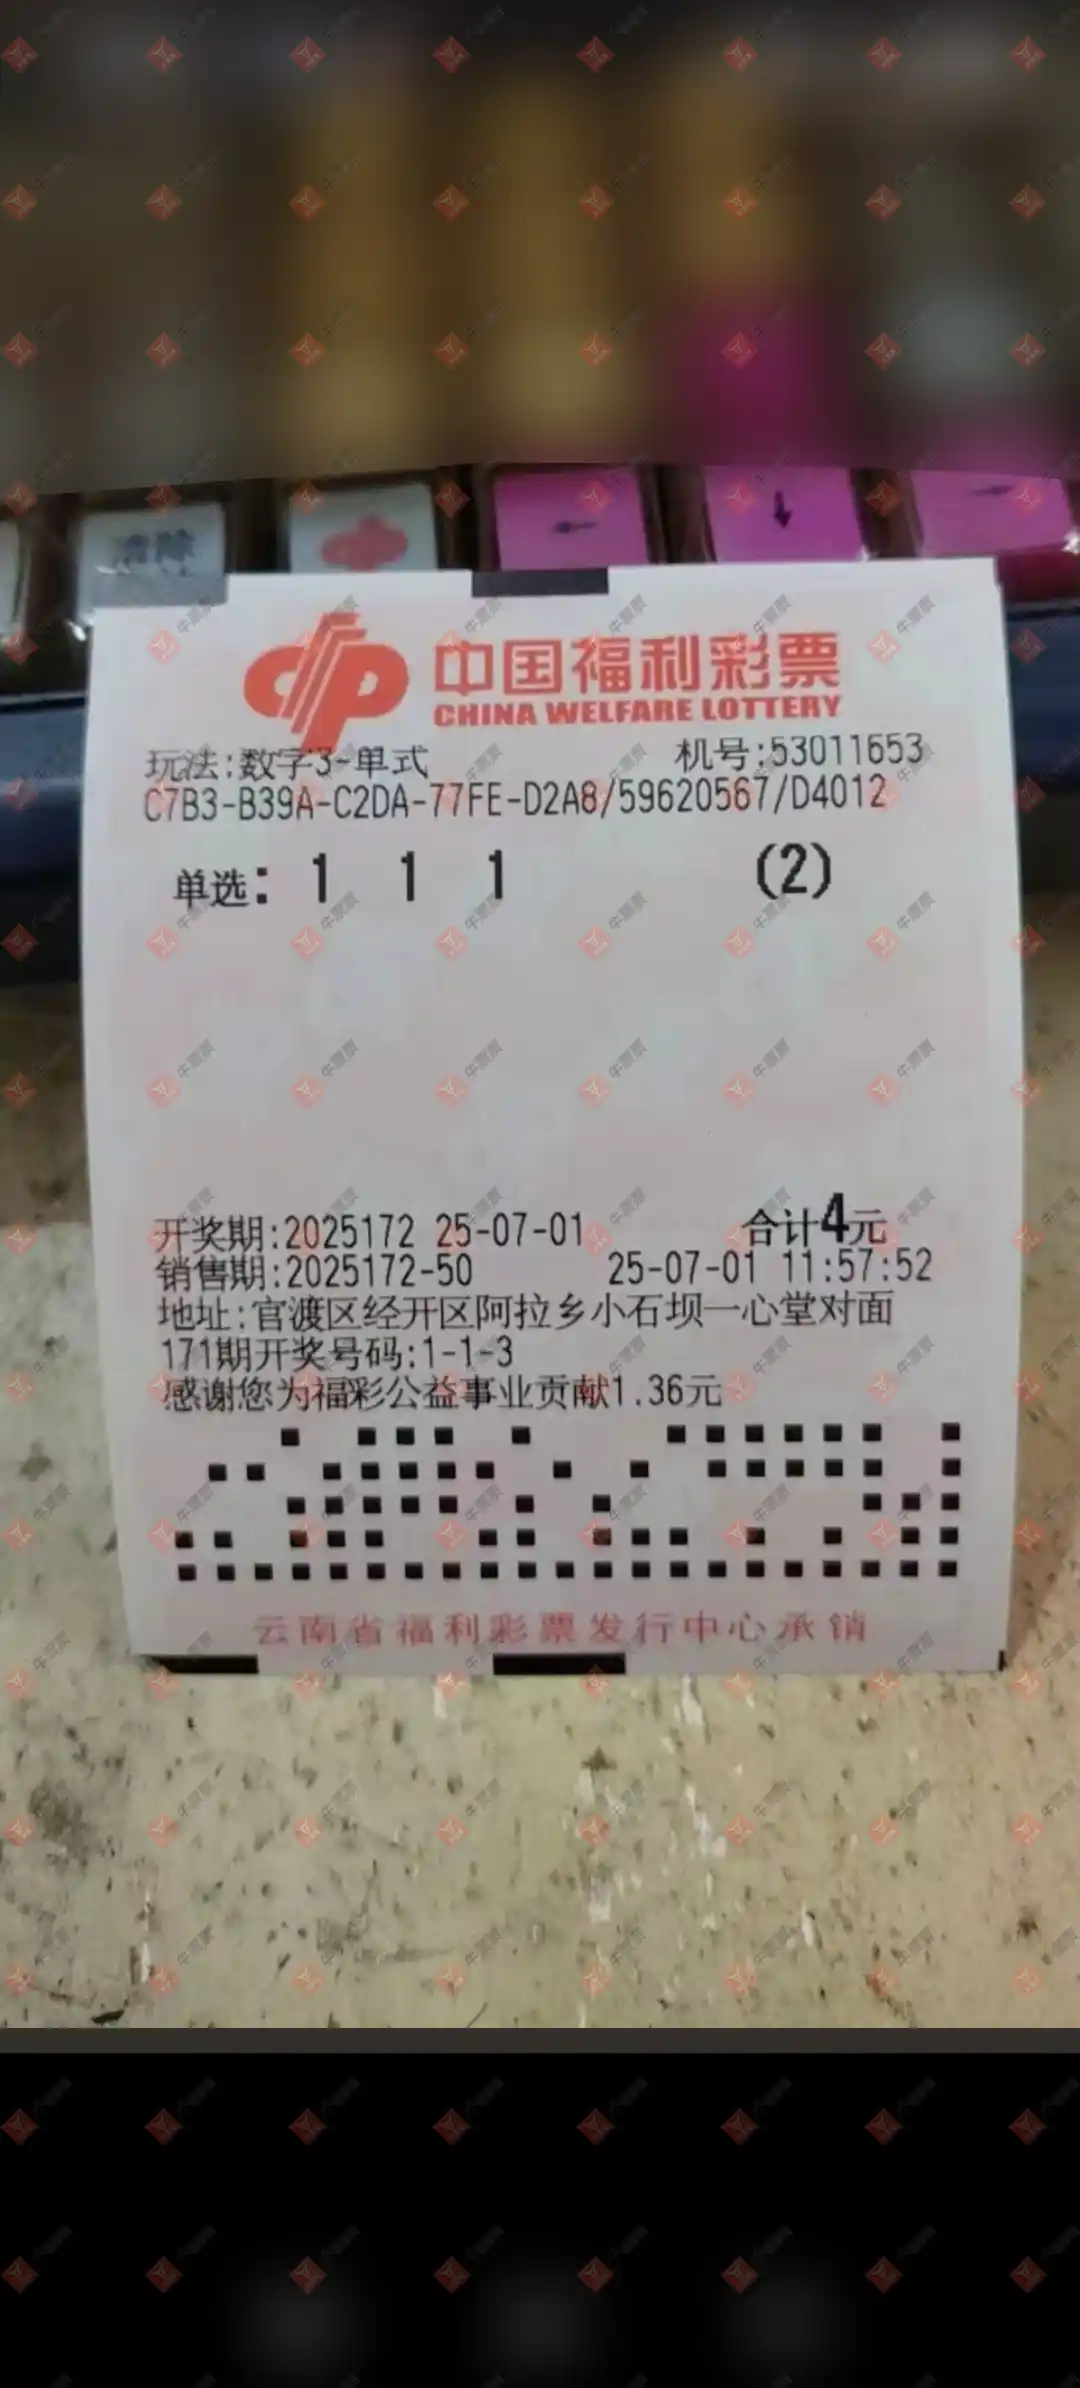 清除
中国福利彩票
CHINA WELFARE LOTTERY
玩法:数字3-单式 机号:53011653
C7B3-B39A-C2DA-77FE-D2A8/59620567/D4012
单选: 1 1 1 (2)
开奖期:2025172 25-07-01 合计4元
销售期:2025172-50 25-07-01 11:57:52
地址:官渡区经开区阿拉乡小石坝一心堂对面
171期开奖号码:1-1-3
感谢您为福彩公益事业贡献1.36元
云南省福利彩票发行中心承销